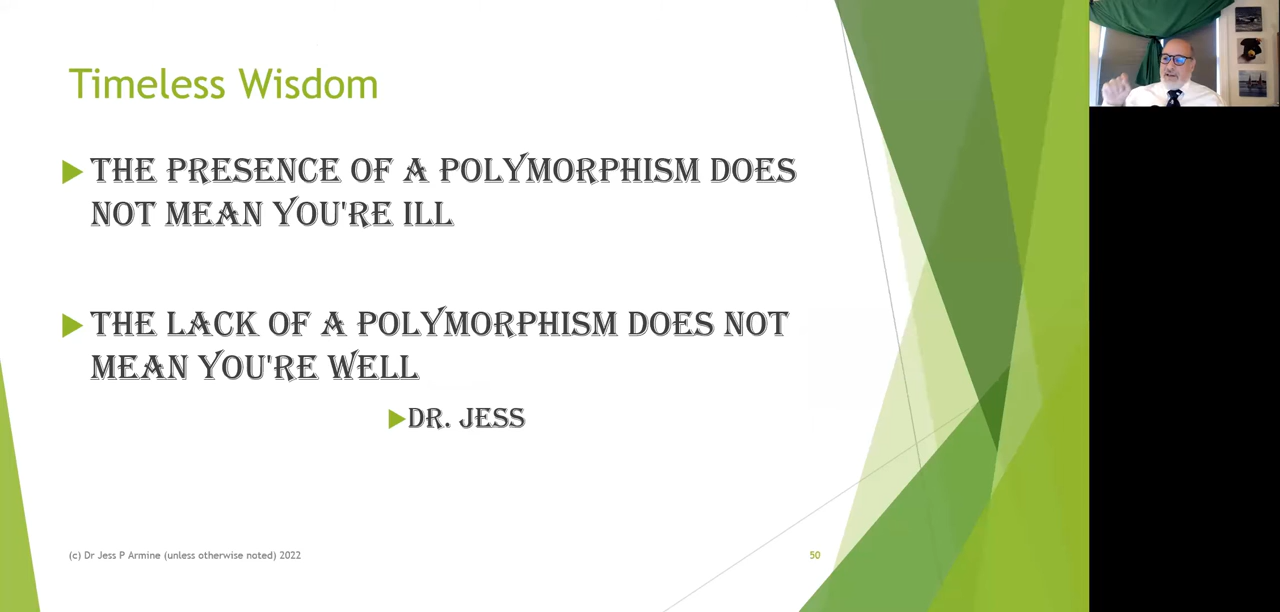 Timeless Wisdom
THE PRESENCE OF A POLYMORPHISM DOES
NOT MEAN YOU'RE ILL
THE LACK OF A POLYMORPHISM DOES NOT
MEAN YOU'RE WELL
DR. JESS
(c) Dr Jess P Armine (unless otherwise noted) 2022
50